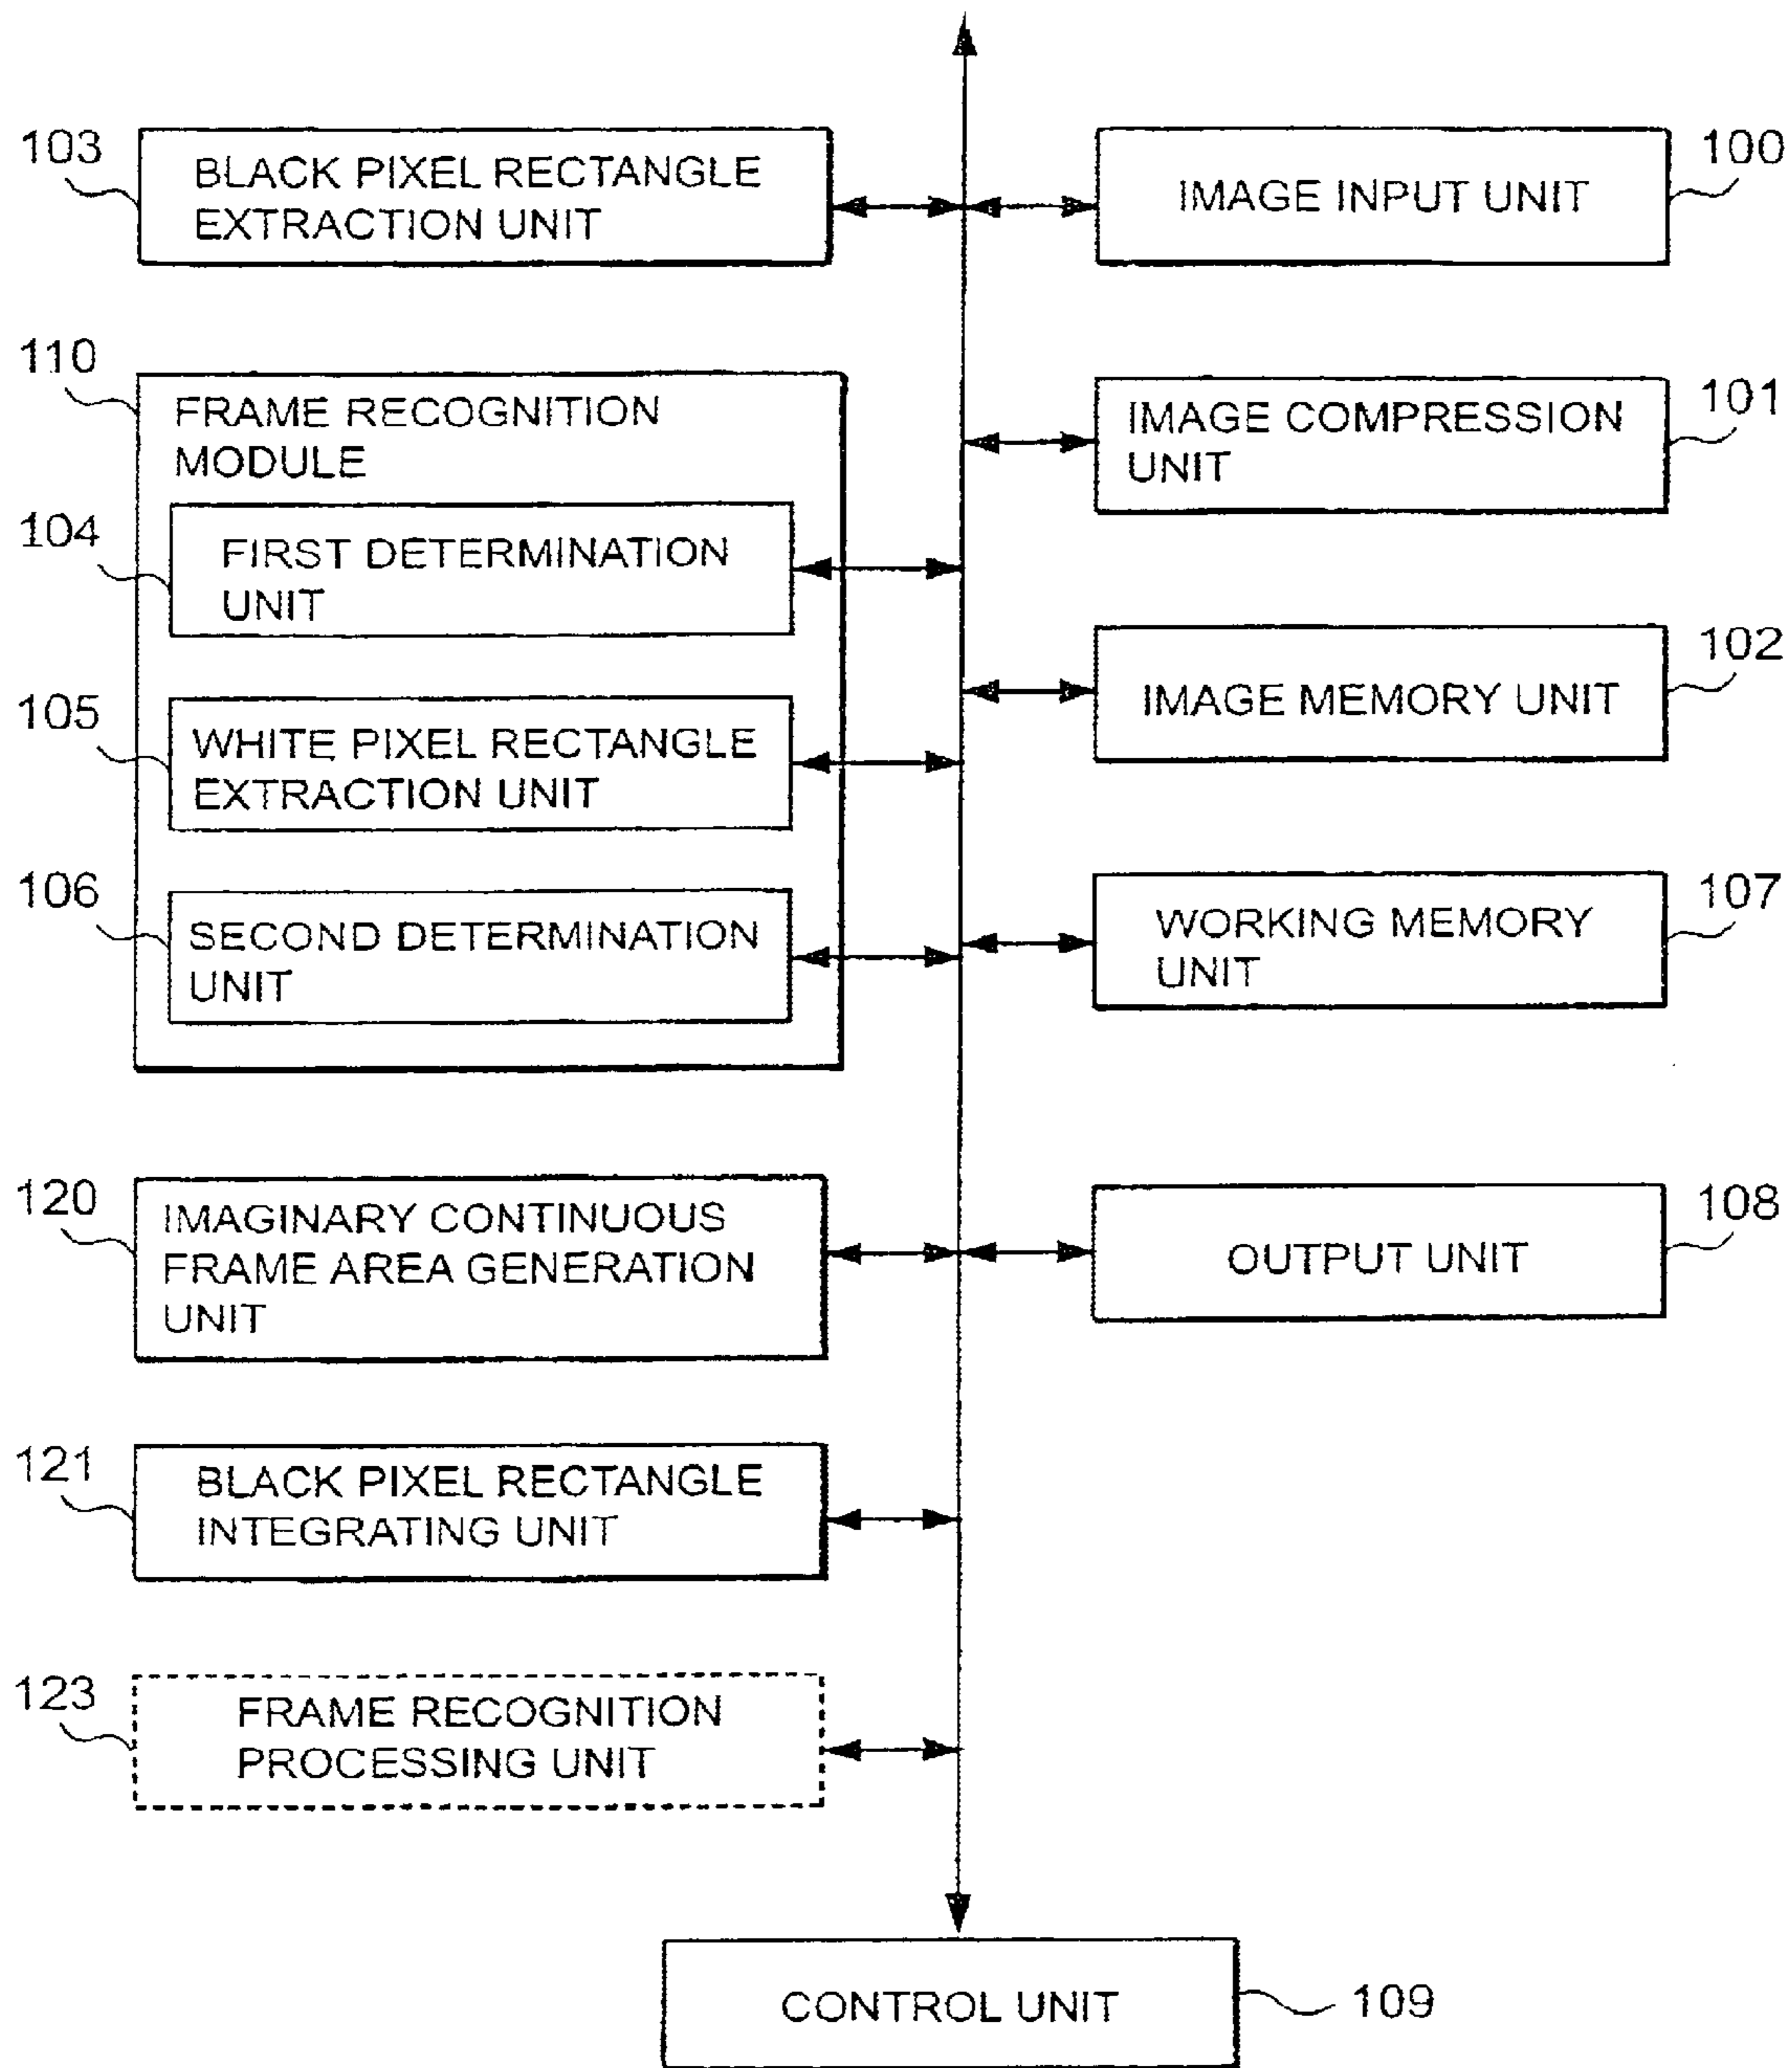 103
BLACK PIXEL RECTANGLE
EXTRACTION UNIT
100
IMAGE INPUT UNIT
110
FRAME RECOGNITION
MODULE
101
IMAGE COMPRESSION
UNIT
104
FIRST DETERMINATION
UNIT
102
IMAGE MEMORY UNIT
105
WHITE PIXEL RECTANGLE
EXTRACTION UNIT
106
SECOND DETERMINATION
UNIT
107
WORKING MEMORY
UNIT
120
IMAGINARY CONTINUOUS
FRAME AREA GENERATION
UNIT
108
OUTPUT UNIT
121
BLACK PIXEL RECTANGLE
INTEGRATING UNIT
123
FRAME RECOGNITION
PROCESSING UNIT
CONTROL UNIT
109